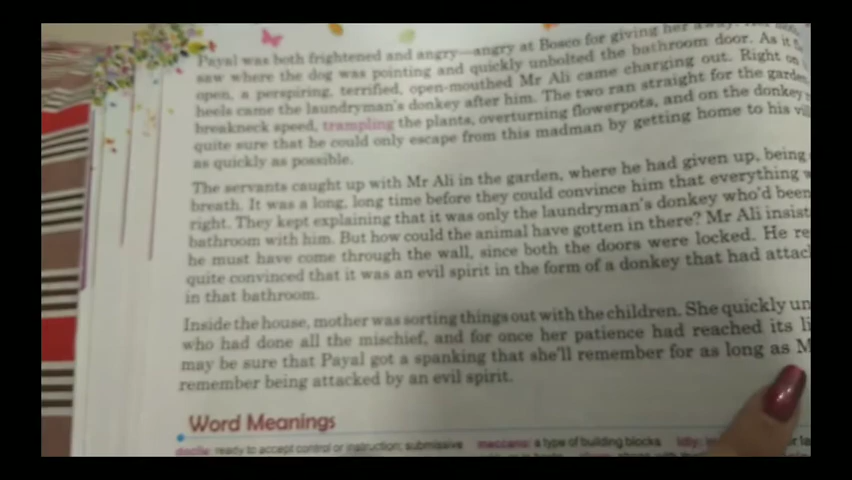 Payal was both frightened and angry—angry at Bosco for giving her away.
saw where the dog was pointing and quickly unbolted the bathroom door. As it
open, a perspiring, terrified, open-mouthed Mr Ali came charging out. Right on
heels came the laundryman's donkey after him. The two ran straight for the garden
breakneck speed, trampling the plants, overturning flowerpots, and on the donkey
quite sure that he could only escape from this madman by getting home to his
as quickly as possible.
The servants caught up with Mr Ali in the garden, where he had given up, being
breath. It was a long, long time before they could convince him that everything
right. They kept explaining that it was only the laundryman's donkey who'd been
bathroom with him. But how could the animal have gotten in there? Mr Ali insist
he must have come through the wall, since both the doors were locked. He re
quite convinced that it was an evil spirit in the form of a donkey that had attac
in that bathroom.
Inside the house, mother was sorting things out with the children. She quickly un
who had done all the mischief, and for once her patience had reached its li
may be sure that Payal got a spanking that she'll remember for as long as M
remember being attacked by an evil spirit.
Word Meanings
docile: ready to accept control or instruction; submissive meccano: a type of building blocks